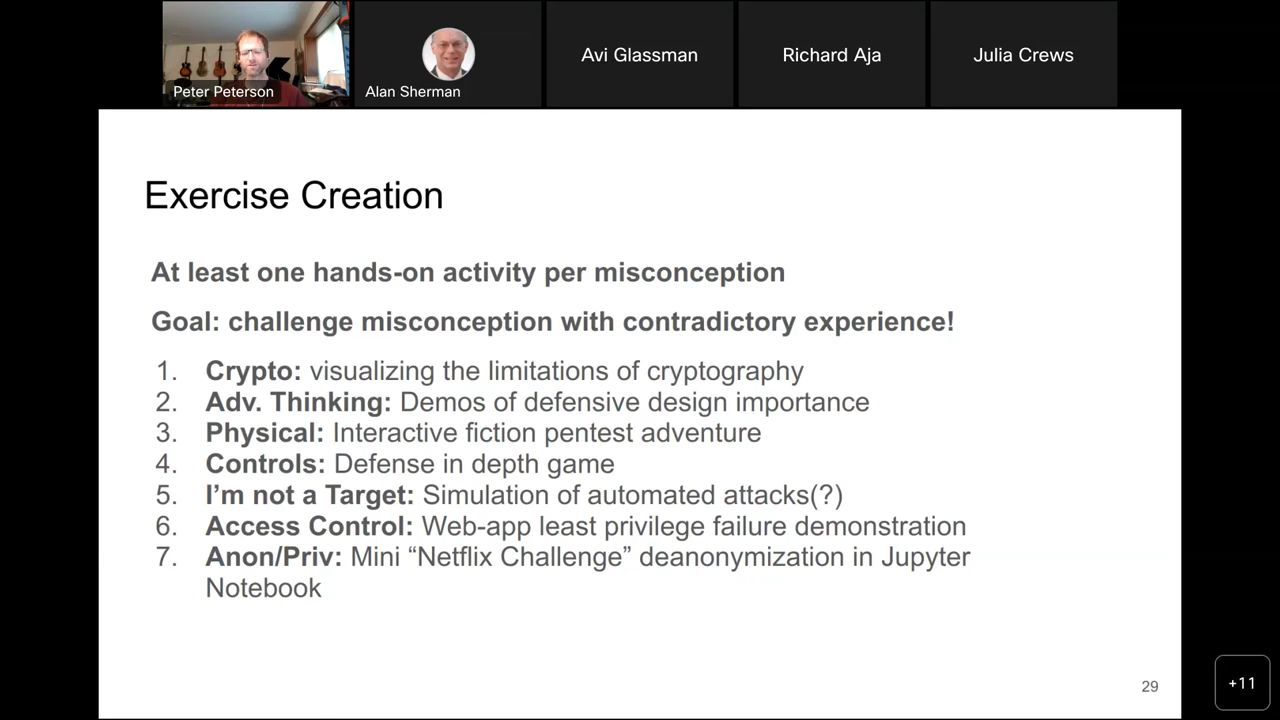 Peter Peterson
Alan Sherman
Avi Glassman
Richard Aja
Julia Crews
Exercise Creation
At least one hands-on activity per misconception
Goal: challenge misconception with contradictory experience!
1. Crypto: visualizing the limitations of cryptography
2. Adv. Thinking: Demos of defensive design importance
3. Physical: Interactive fiction pentest adventure
4. Controls: Defense in depth game
5. I’m not a Target: Simulation of automated attacks(?)
6. Access Control: Web-app least privilege failure demonstration
7. Anon/Priv: Mini “Netflix Challenge” deanonymization in Jupyter
Notebook
29
+11